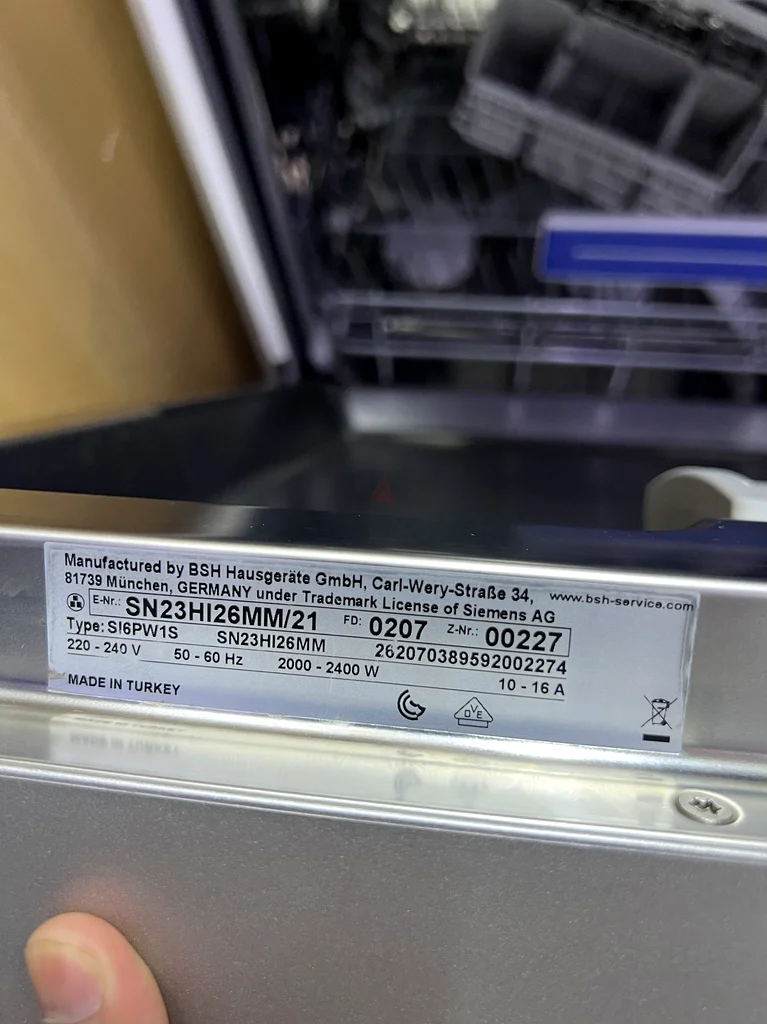 Manufactured by BSH Hausgeräte GmbH, Carl-Wery-Straße 34, www.bsh-service.com
81739 München, GERMANY under Trademark License of Siemens AG
E-Nr.: SN23HI26MM/21 FD: 0207 Z-Nr.: 00227
Type: SI6PW1S SN23HI26MM 262070389592002274
220 - 240 V 50 - 60 Hz 2000 - 2400 W 10 - 16 A
MADE IN TURKEY
DVE